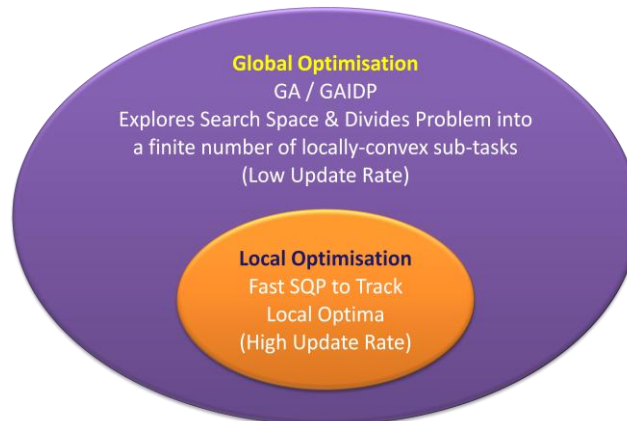 Global Optimisation
GA / GAIDP
Explores Search Space & Divides Problem into
a finite number of locally-convex sub-tasks
(Low Update Rate)
Local Optimisation
Fast SQP to Track
Local Optima
(High Update Rate)